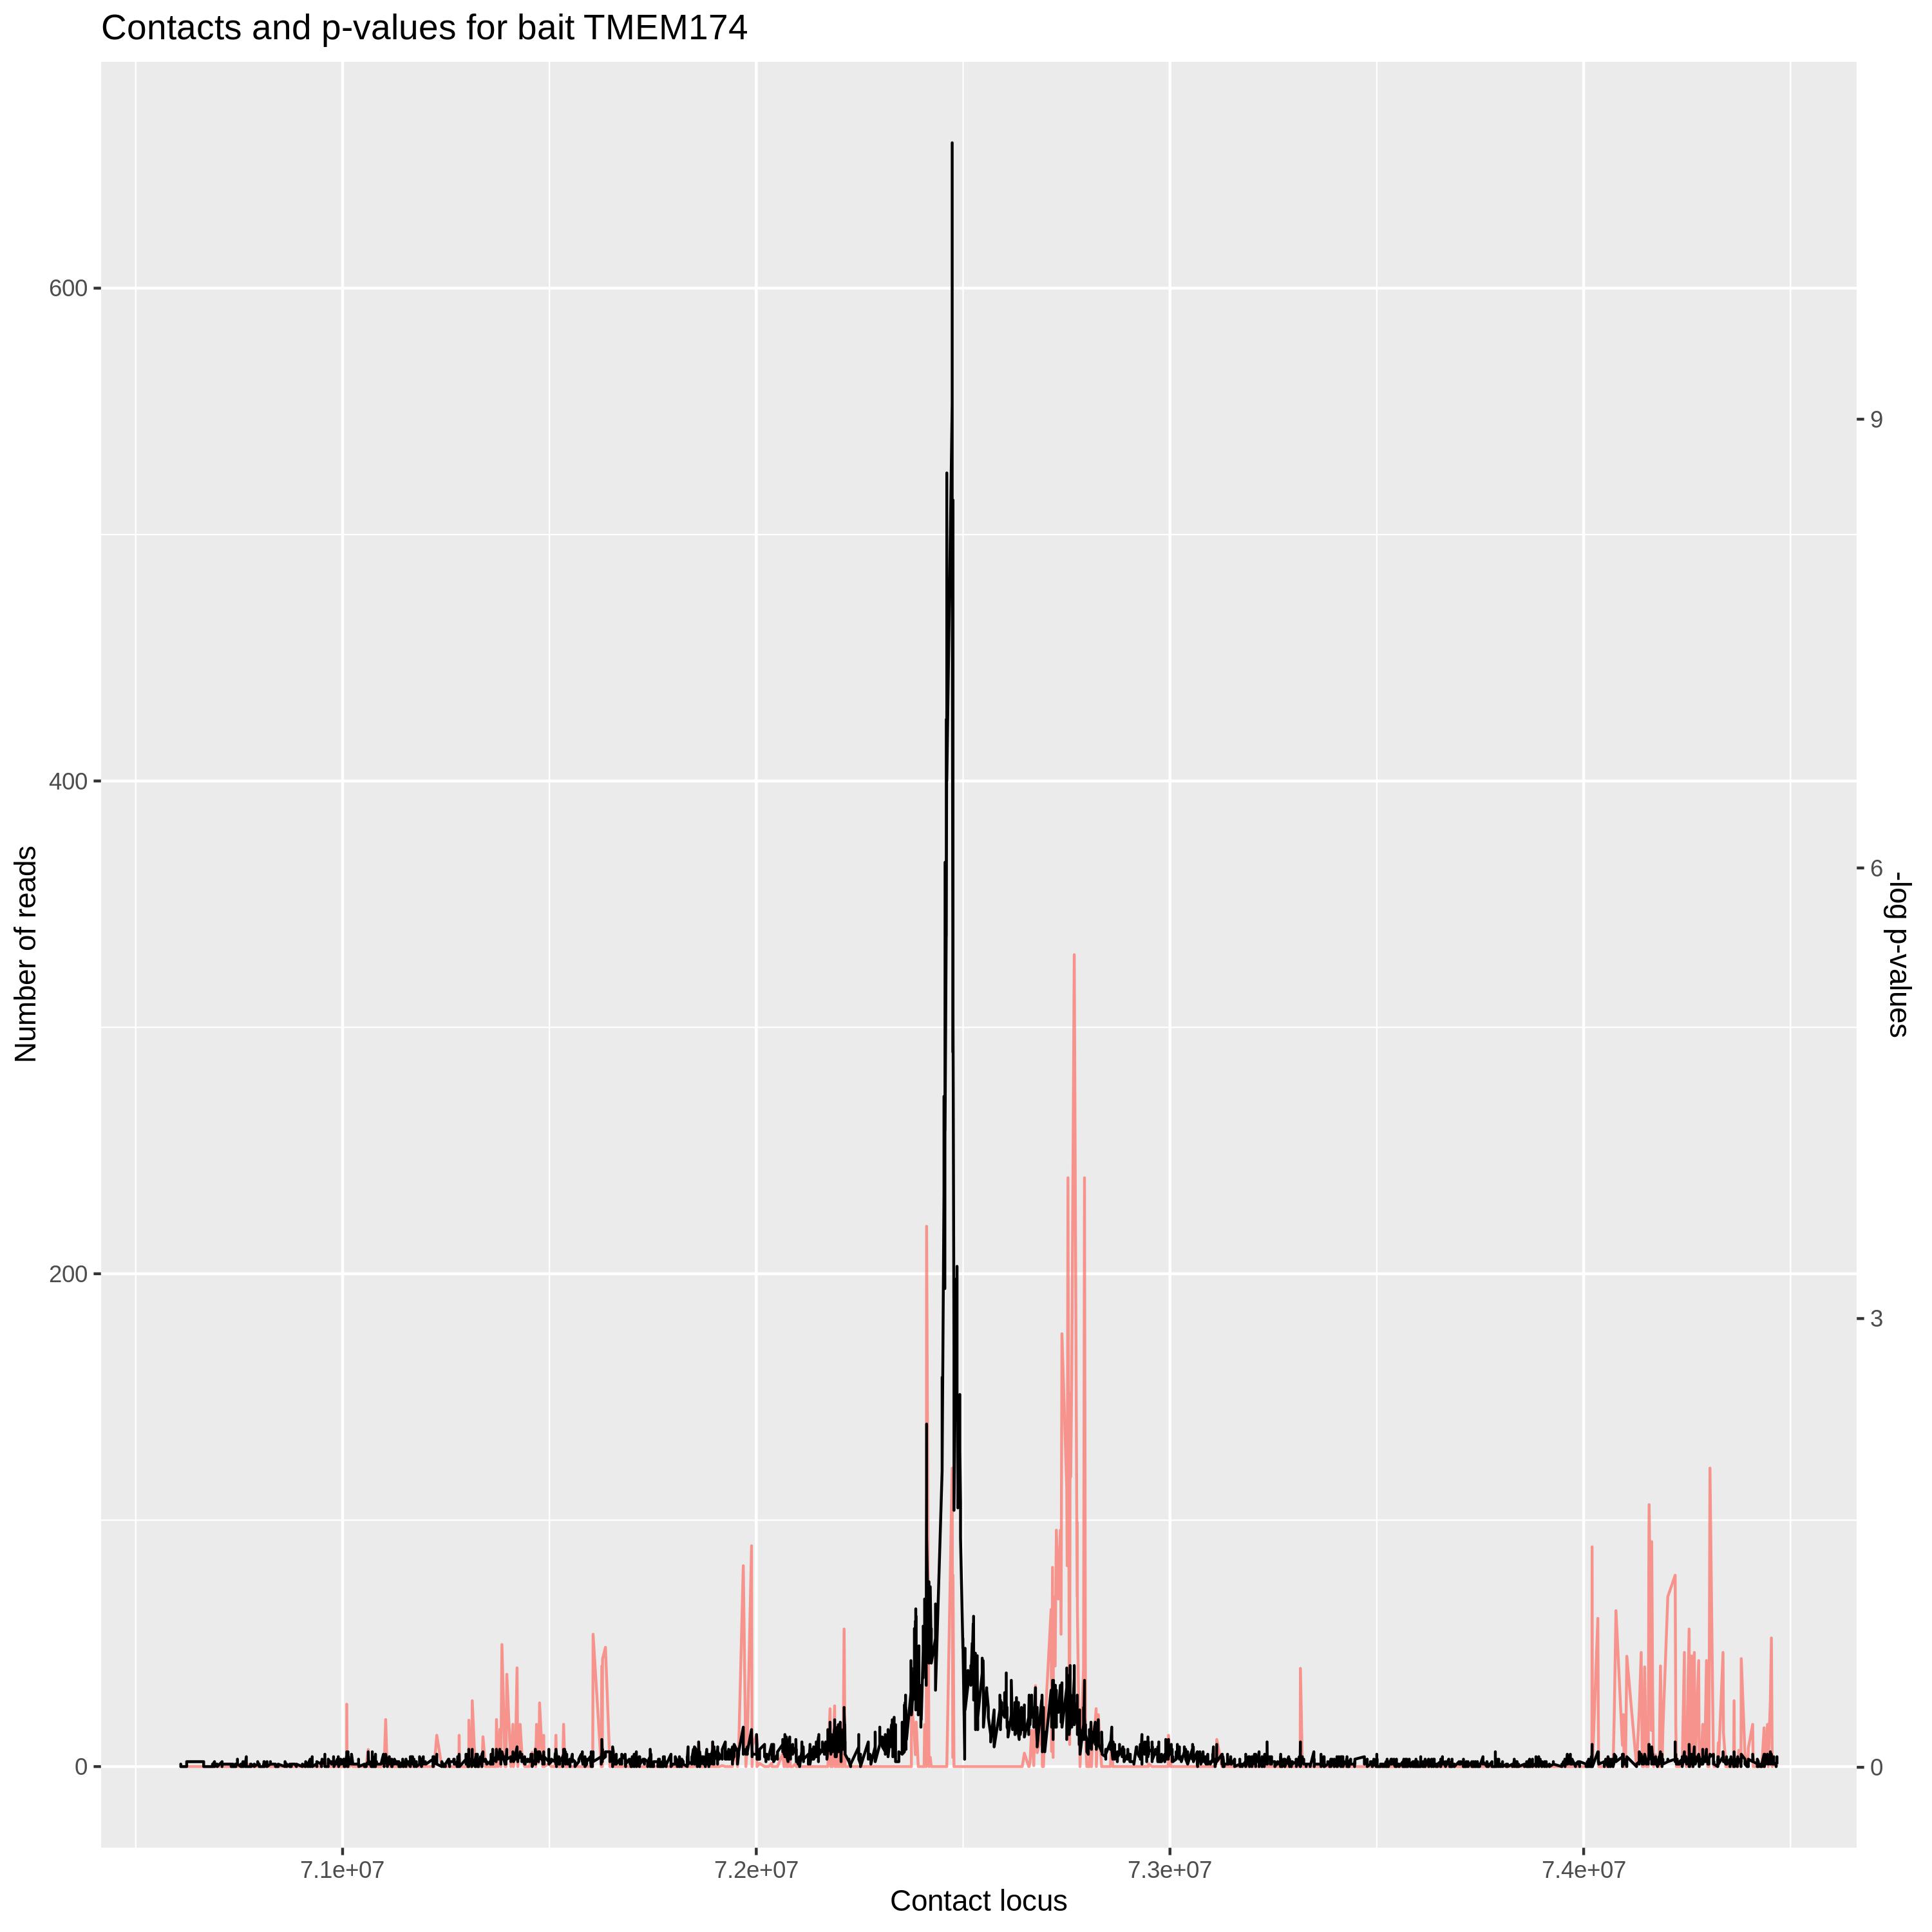 Contacts and p-values for bait TMEM174
Number of reads
600
400
200
0
9
6
3
0
-log p-values
7.1e+07
7.2e+07
7.3e+07
7.4e+07
Contact locus